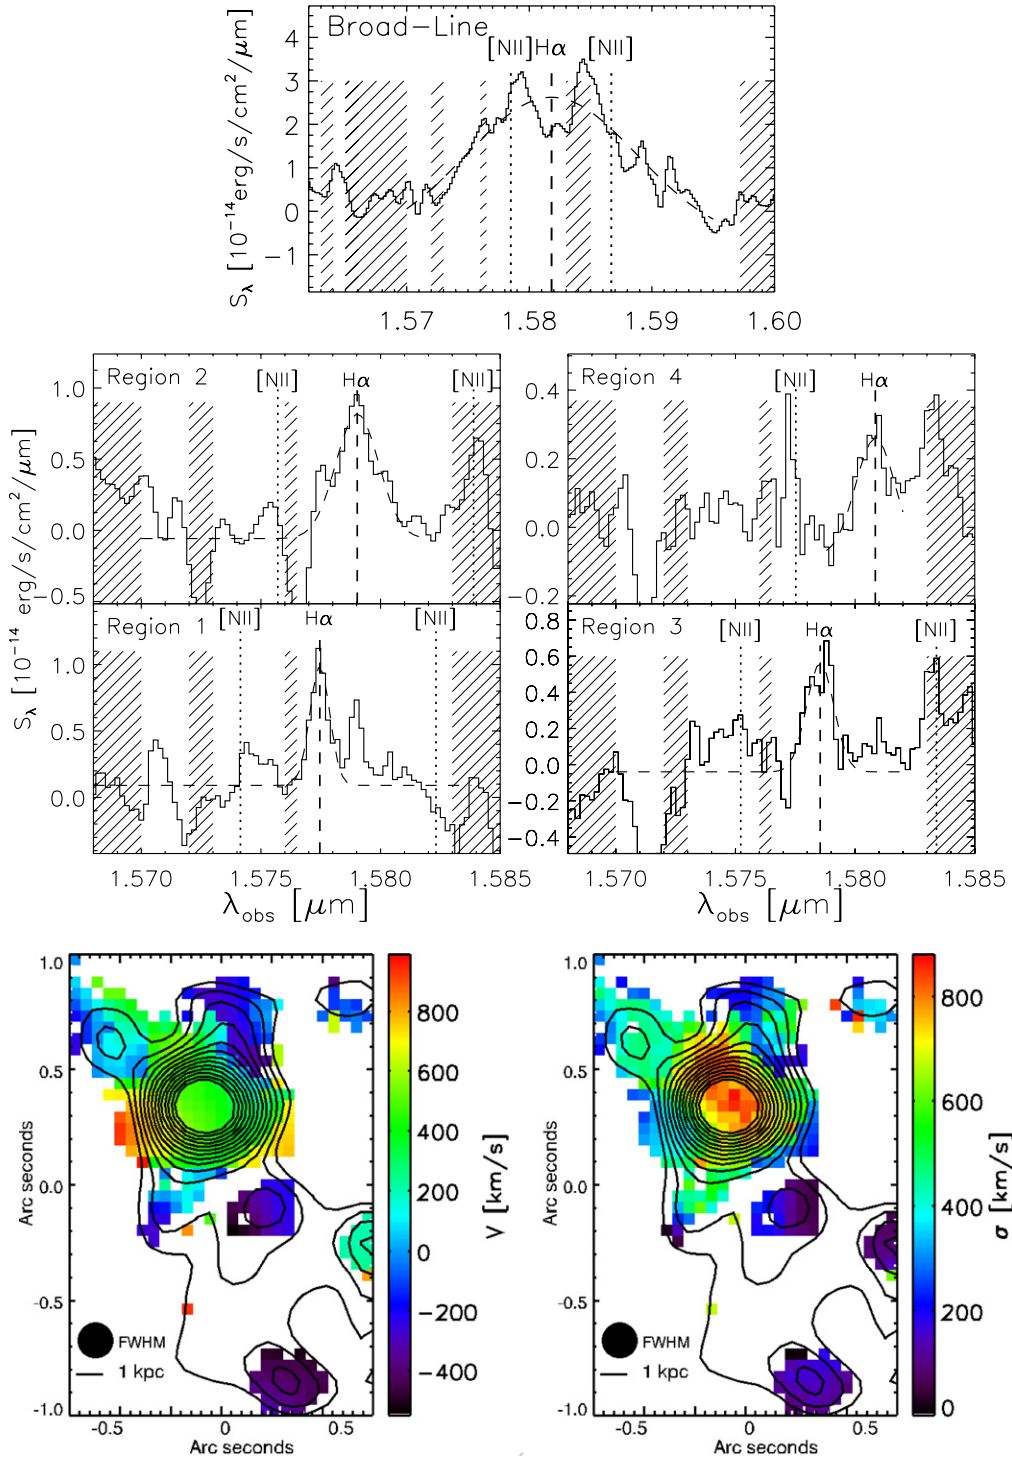 Broad-Line
[NII] Hα [NII]
S_λ [10⁻¹⁴erg/s/cm²/μm]
4
3
2
1
0
-1
1.57 1.58 1.59 1.60
Region 2 [NII] Hα [NII]
1.0
0.5
0.0
-0.5
Region 4 [NII] Hα
0.4
0.2
0.0
-0.2
S_λ [10⁻¹⁴ erg/s/cm²/μm]
Region 1 [NII] Hα [NII]
1.0
0.5
0.0
1.570 1.575 1.580 1.585
λ_obs [μm]
Region 3 [NII] Hα [NII]
0.8
0.6
0.4
0.2
-0.0
-0.2
-0.4
1.570 1.575 1.580 1.585
λ_obs [μm]
1.0
0.5
0.0
-0.5
-1.0
Arc seconds
FWHM
1 kpc
-0.5 0 0.5
Arc seconds
800
600
400
200
0
-200
-400
V [km/s]
1.0
0.5
0.0
-0.5
-1.0
Arc seconds
FWHM
1 kpc
-0.5 0 0.5
Arc seconds
800
600
400
200
0
σ [km/s]